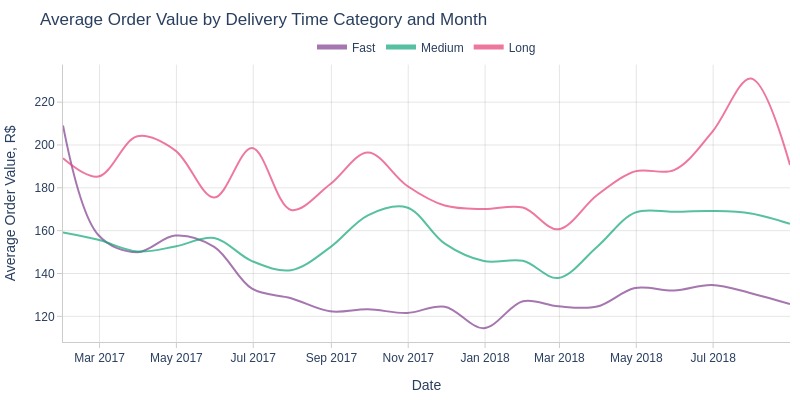 Average Order Value by Delivery Time Category and Month
Fast Medium Long
Average Order Value, R$
220
200
180
160
140
120
Mar 2017 May 2017 Jul 2017 Sep 2017 Nov 2017 Jan 2018 Mar 2018 May 2018 Jul 2018
Date